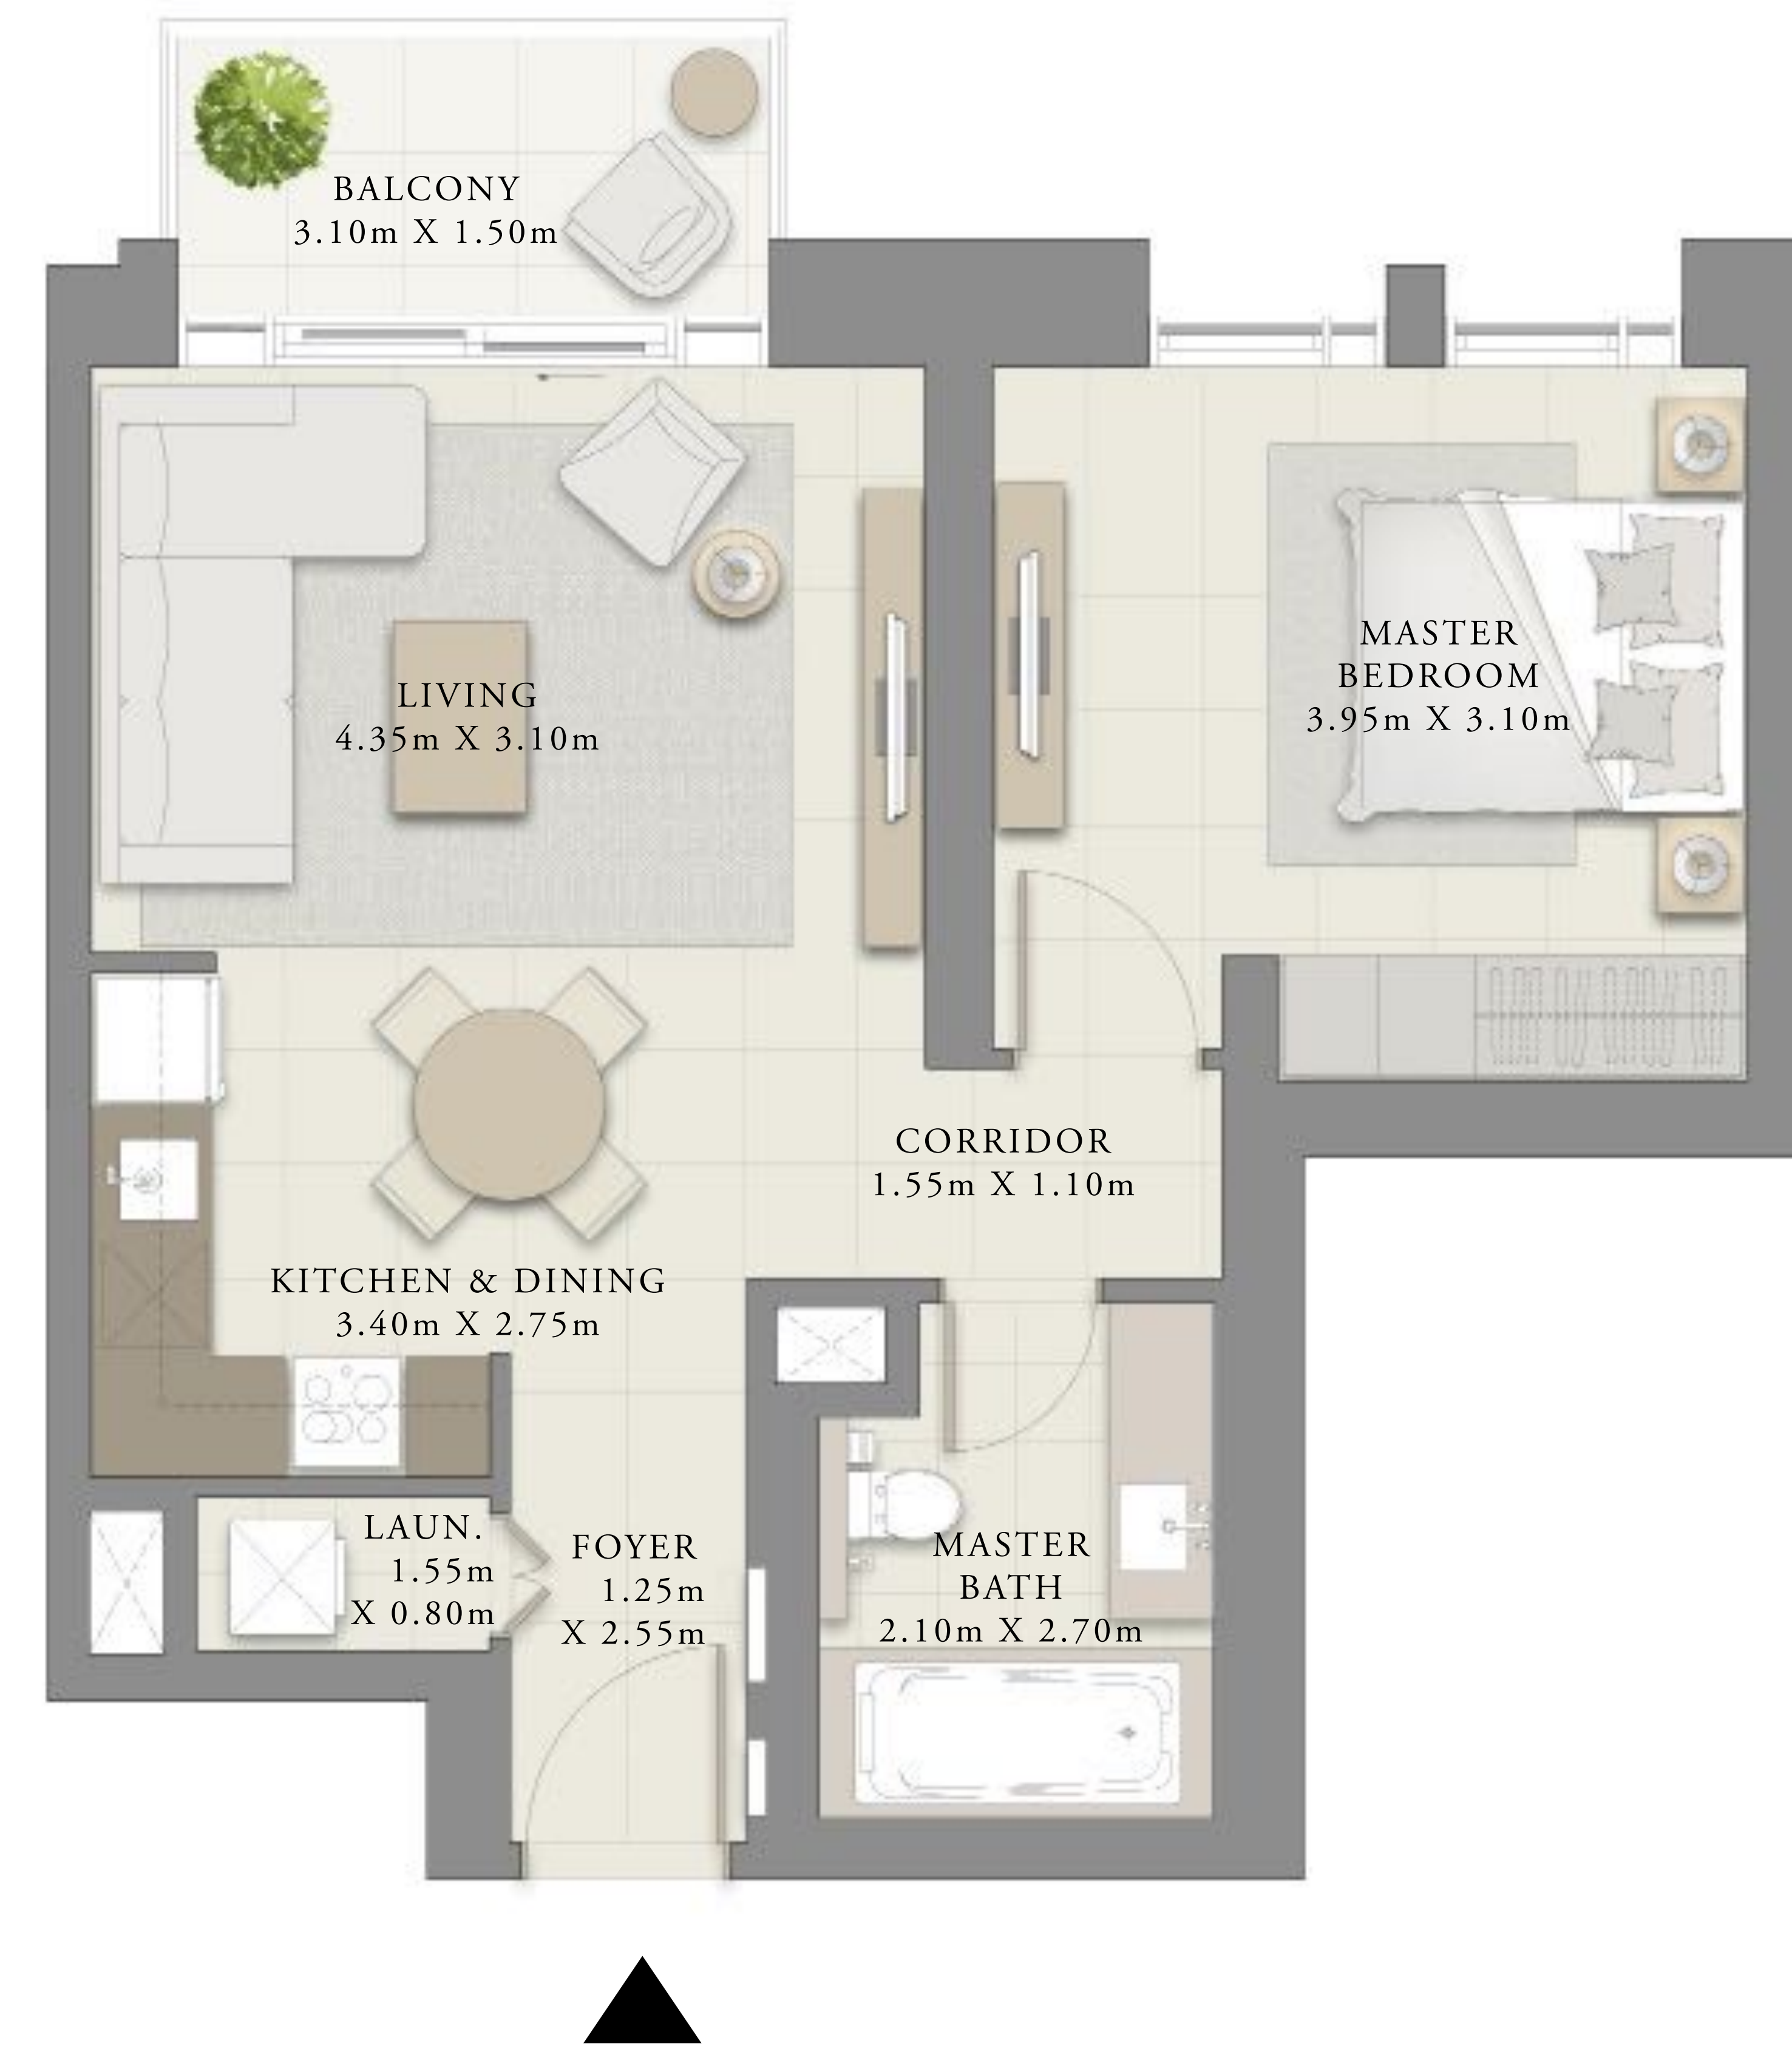 BALCONY
3.10m X 1.50m
LIVING
4.35m X 3.10m
MASTER
BEDROOM
3.95m X 3.10m
CORRIDOR
1.55m X 1.10m
KITCHEN & DINING
3.40m X 2.75m
LAUN.
1.55m
X 0.80m
FOYER
1.25m
X 2.55m
MASTER
BATH
2.10m X 2.70m